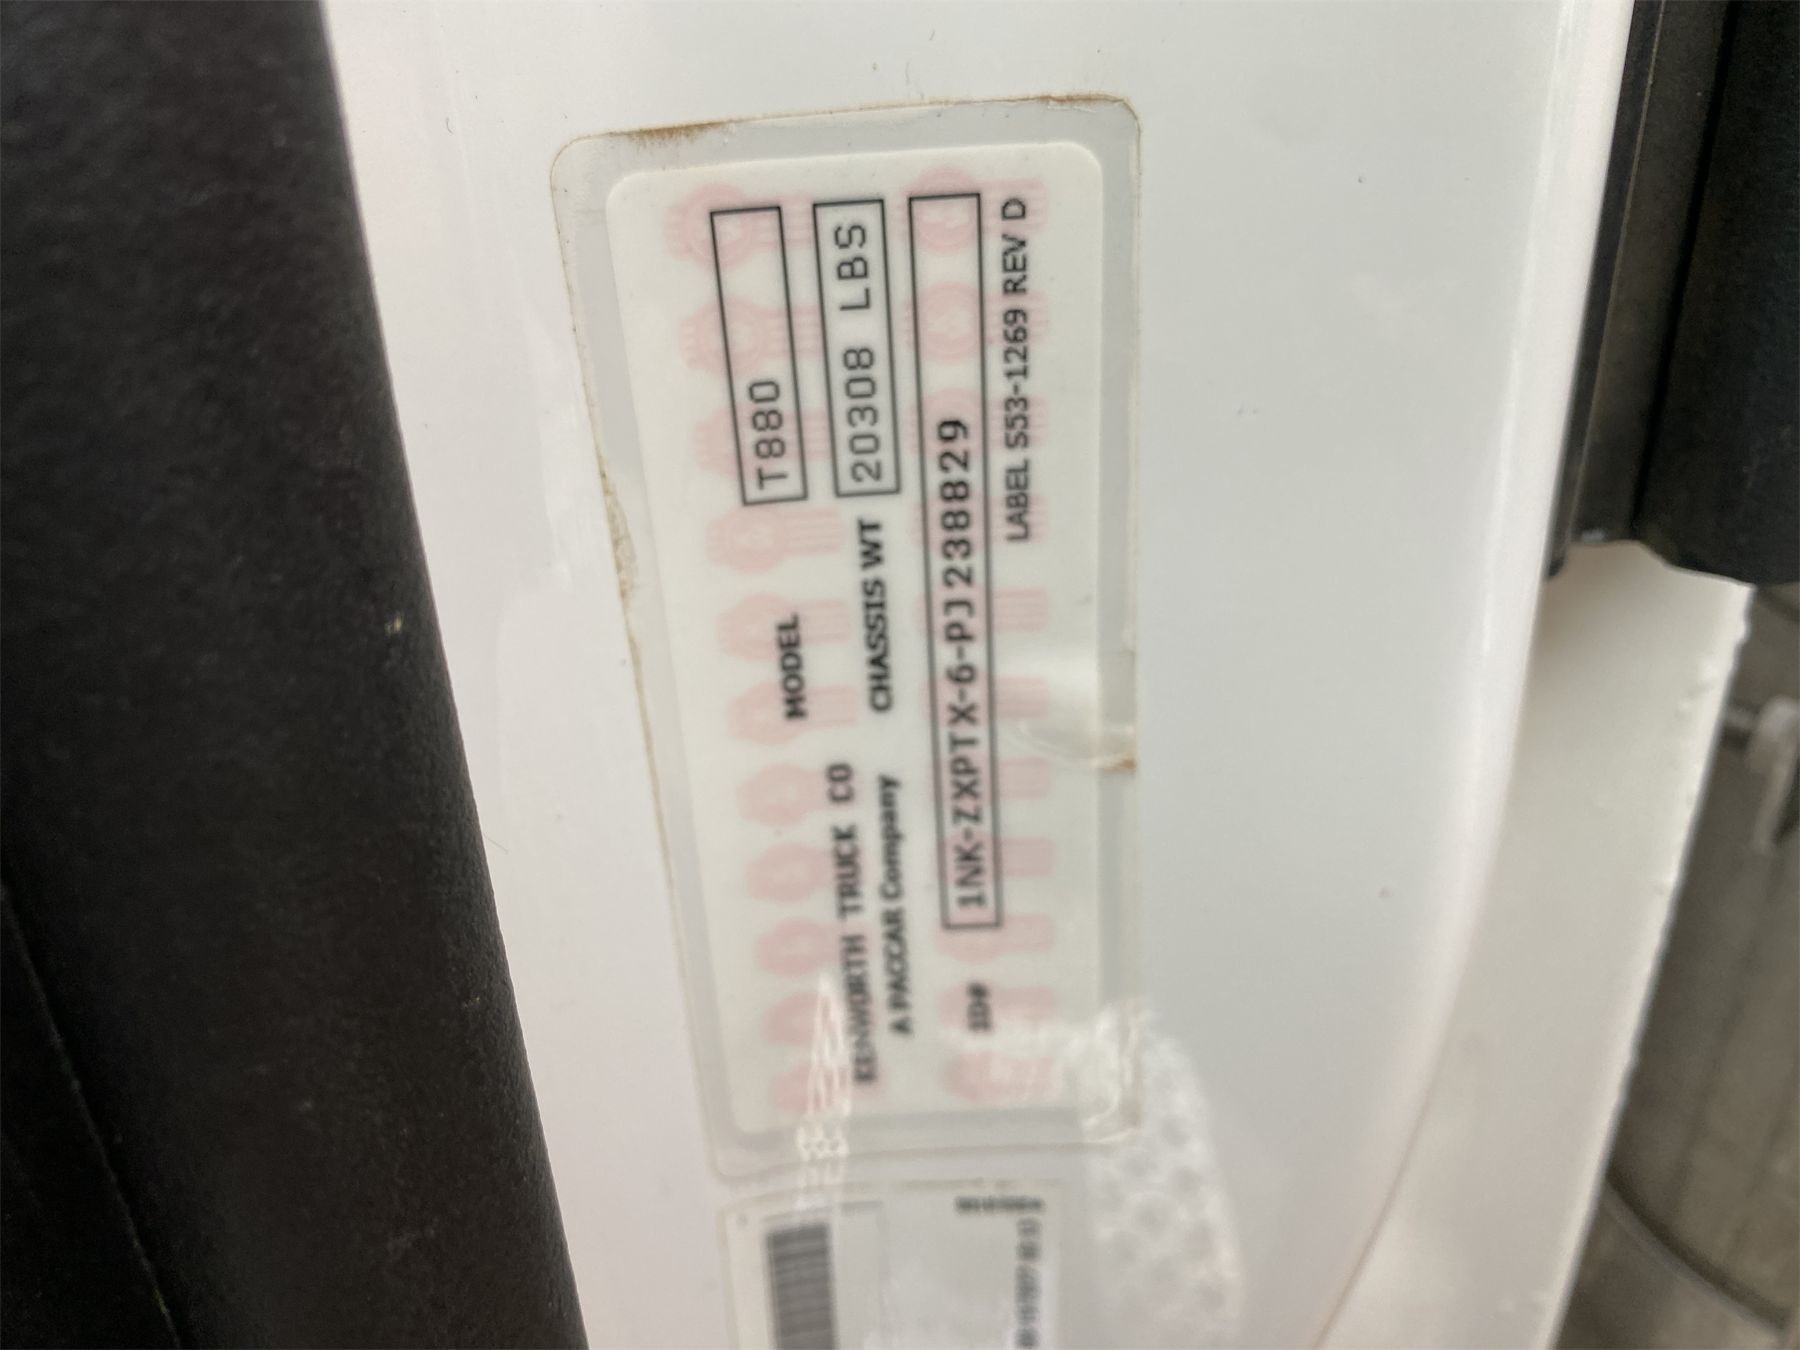 KENWORTH TRUCK CO
A PACCAR Company
MODEL T880
CHASSIS WT 20308 LBS
ID# 1NK-ZXPTX-6-PJ238829
LABEL S53-1269 REV D